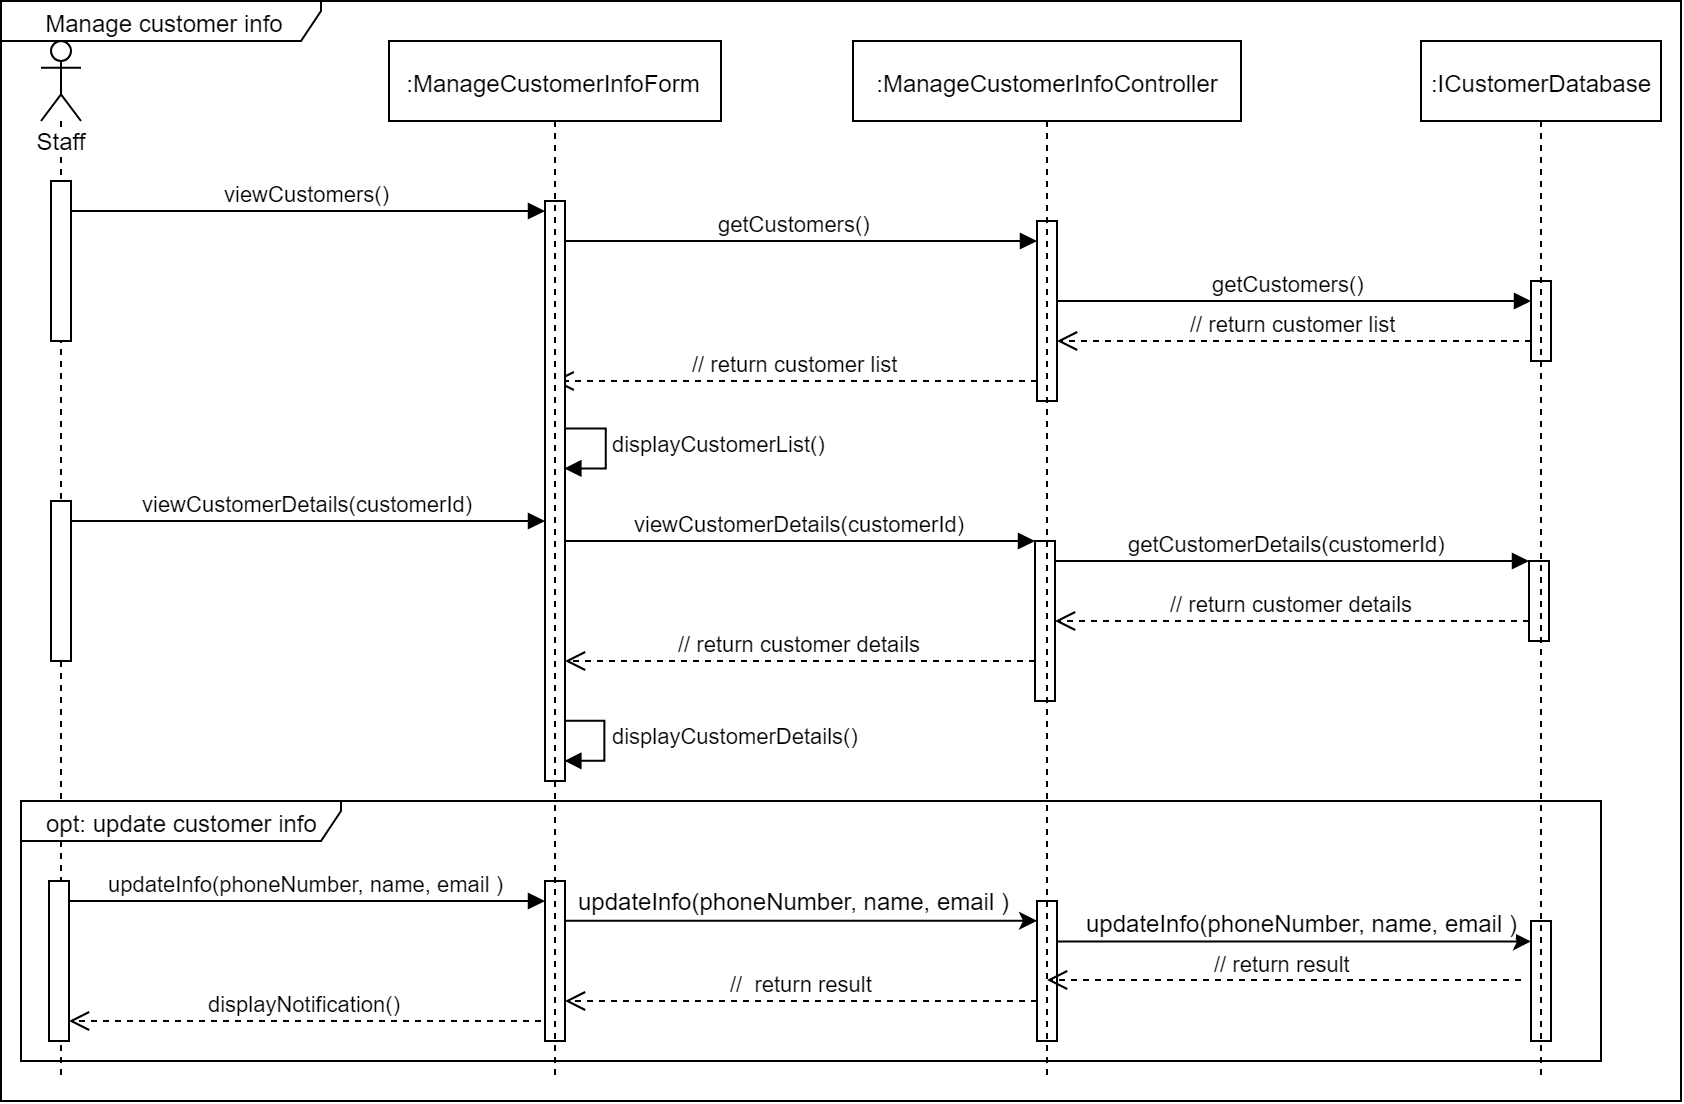 Manage customer info
Staff
:ManageCustomerInfoForm
:ManageCustomerInfoController
:ICustomerDatabase
viewCustomers()
getCustomers()
getCustomers()
// return customer list
// return customer list
displayCustomerList()
viewCustomerDetails(customerId)
viewCustomerDetails(customerId)
getCustomerDetails(customerId)
// return customer details
// return customer details
displayCustomerDetails()
opt: update customer info
updateInfo(phoneNumber, name, email )
updateInfo(phoneNumber, name, email )
updateInfo(phoneNumber, name, email )
// return result
//  return result
displayNotification()